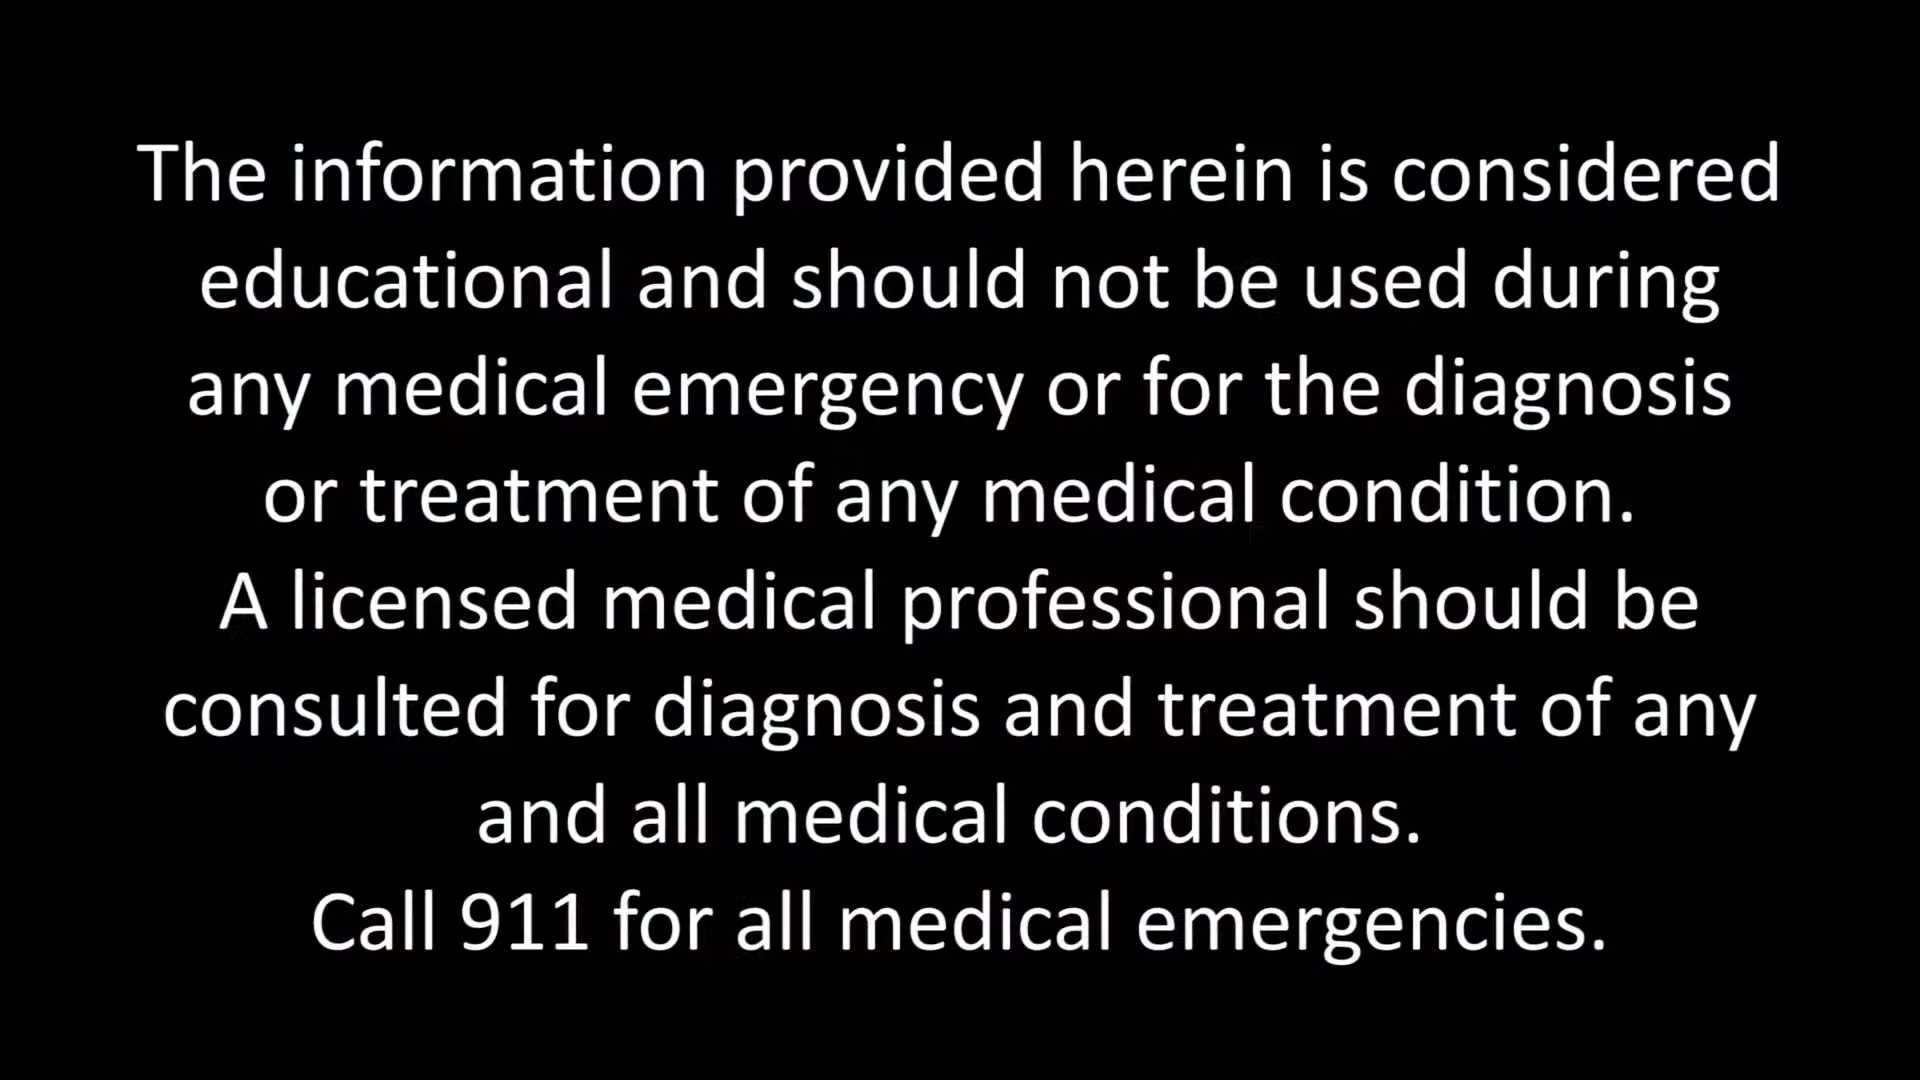 The information provided herein is considered
educational and should not be used during
any medical emergency or for the diagnosis
or treatment of any medical condition.
A licensed medical professional should be
consulted for diagnosis and treatment of any
and all medical conditions.
Call 911 for all medical emergencies.